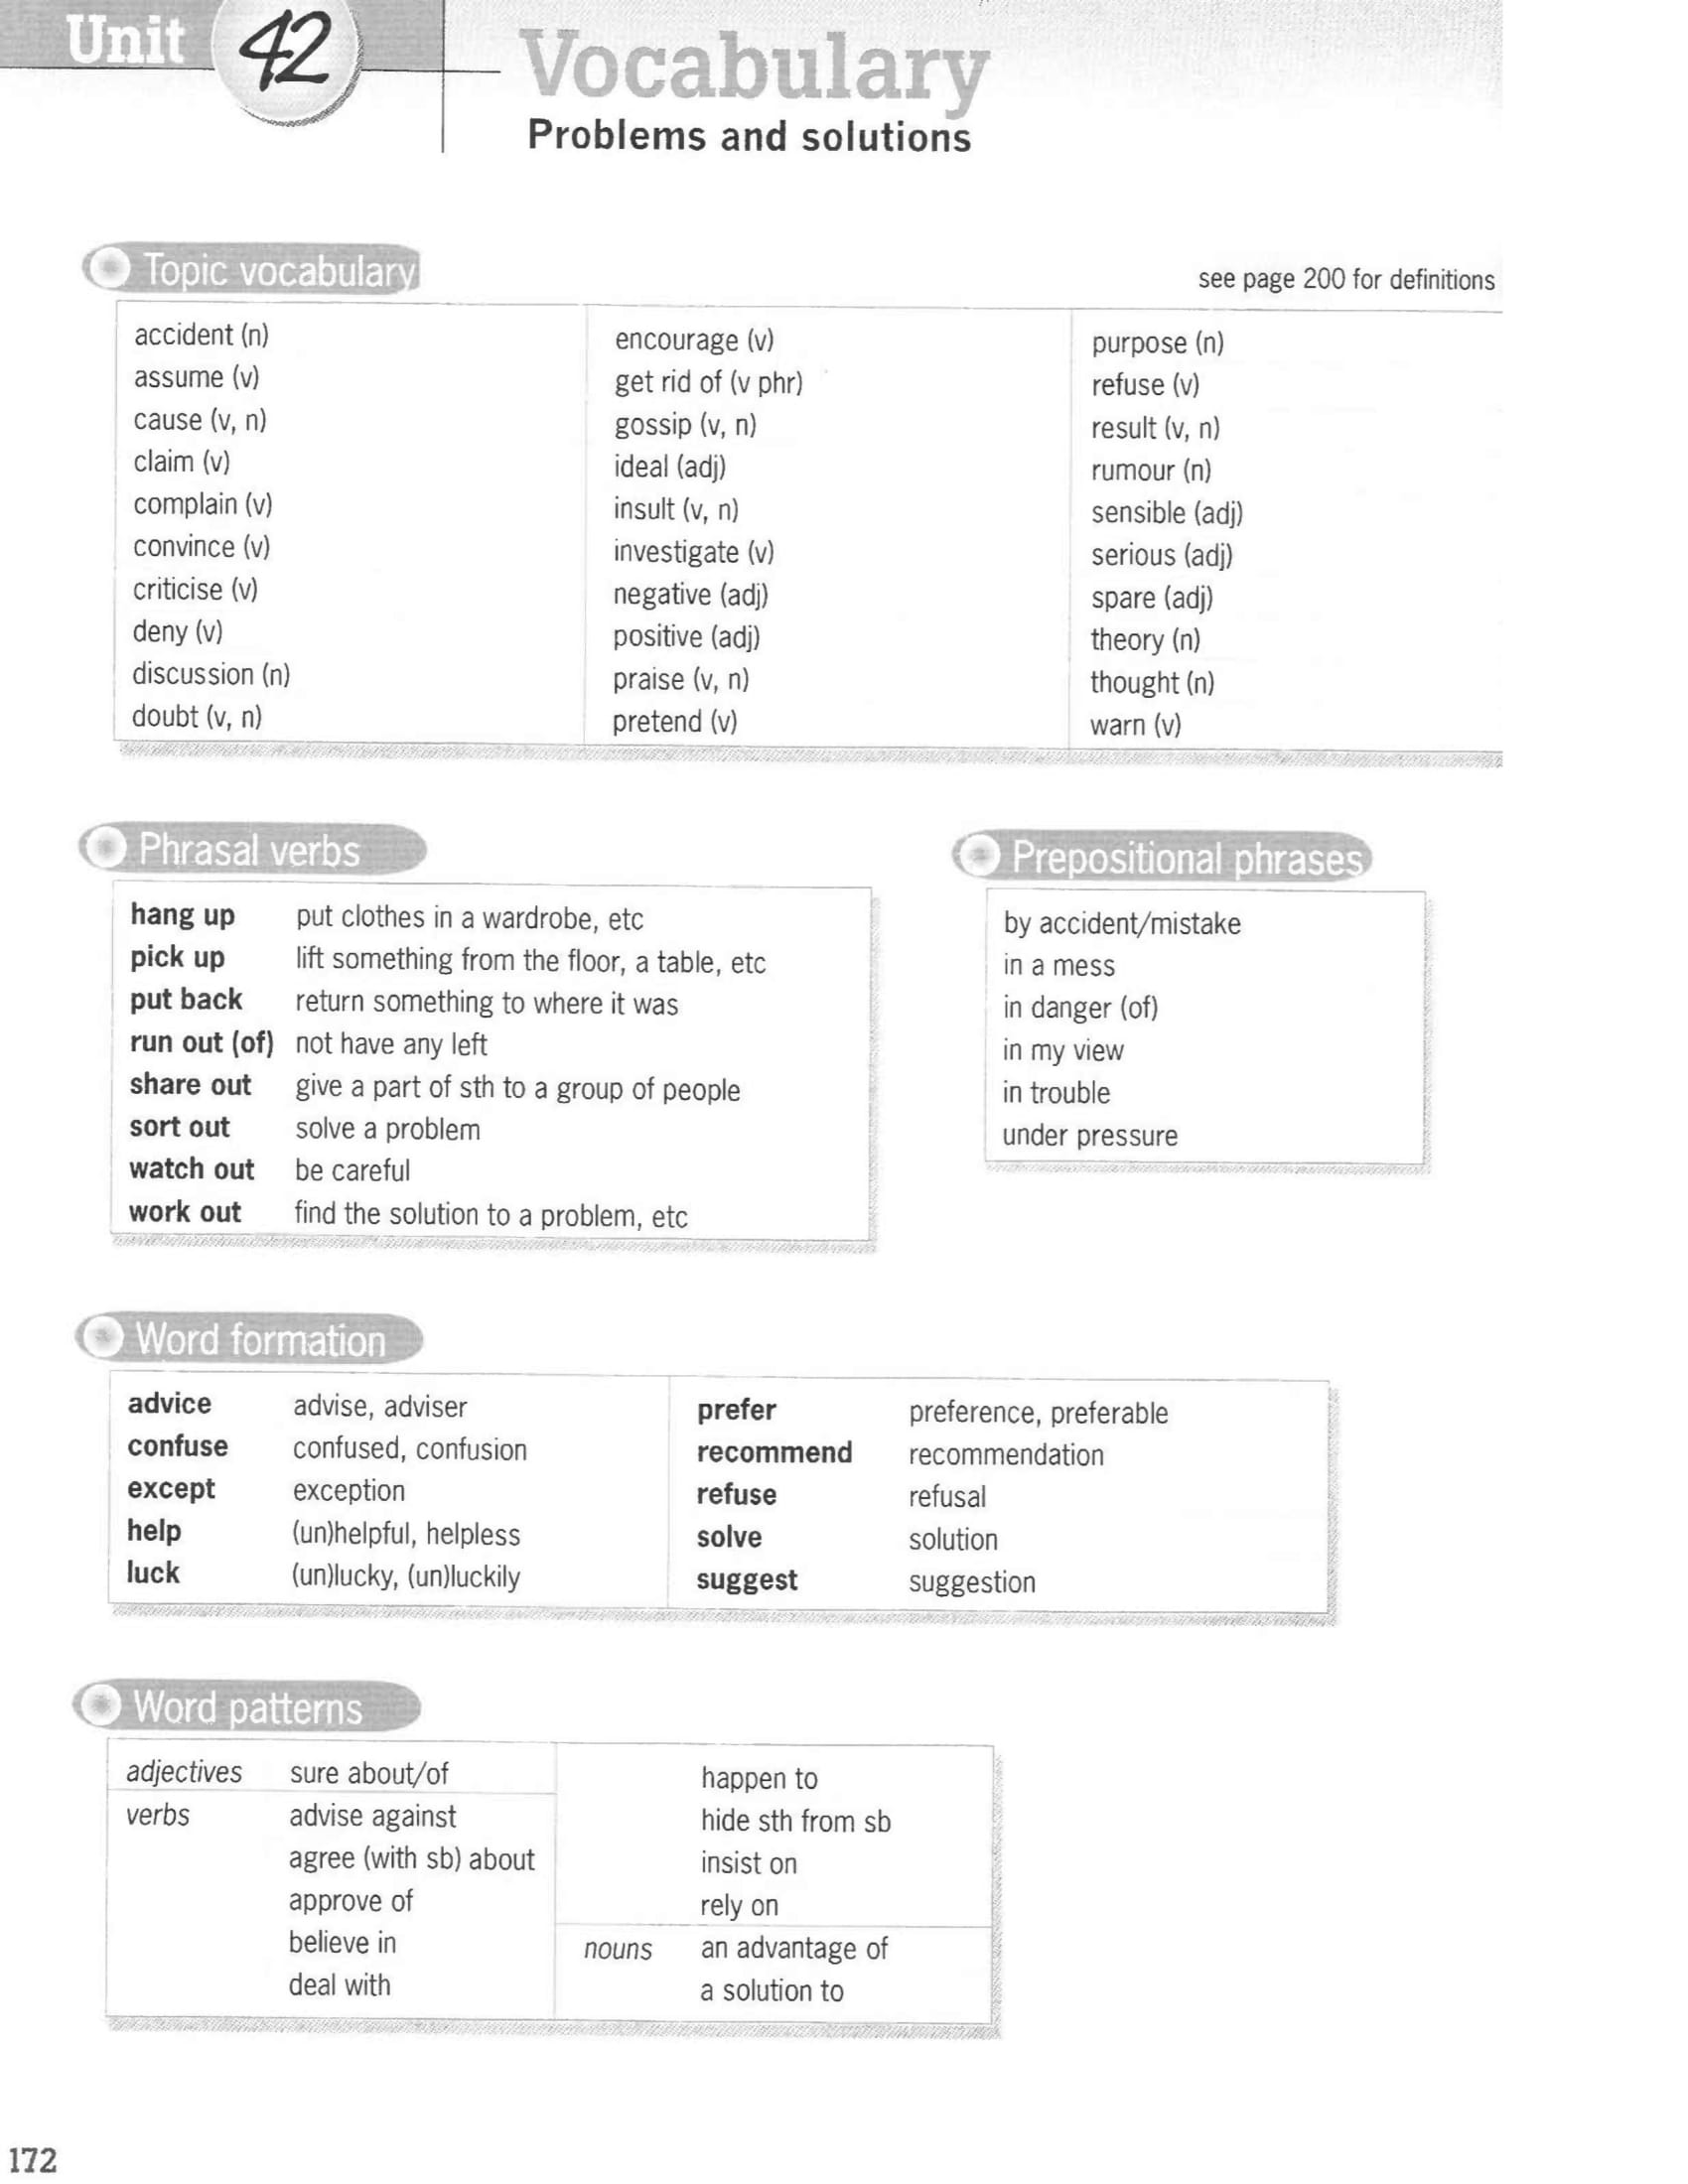 Unit 42
Vocabulary
Problems and solutions
Topic vocabulary
see page 200 for definitions
accident (n)
assume (v)
cause (v, n)
claim (v)
complain (v)
convince (v)
criticise (v)
deny (v)
discussion (n)
doubt (v, n)
encourage (v)
get rid of (v phr)
gossip (v, n)
ideal (adj)
insult (v, n)
investigate (v)
negative (adj)
positive (adj)
praise (v, n)
pretend (v)
purpose (n)
refuse (v)
result (v, n)
rumour (n)
sensible (adj)
serious (adj)
spare (adj)
theory (n)
thought (n)
warn (v)
Phrasal verbs
hang up put clothes in a wardrobe, etc
pick up lift something from the floor, a table, etc
put back return something to where it was
run out (of) not have any left
share out give a part of sth to a group of people
sort out solve a problem
watch out be careful
work out find the solution to a problem, etc
Prepositional phrases
by accident/mistake
in a mess
in danger (of)
in my view
in trouble
under pressure
Word formation
advice advise, adviser
confuse confused, confusion
except exception
help (un)helpful, helpless
luck (un)lucky, (un)luckily
prefer preference, preferable
recommend recommendation
refuse refusal
solve solution
suggest suggestion
Word patterns
adjectives sure about/of
verbs advise against
agree (with sb) about
approve of
believe in
deal with
happen to
hide sth from sb
insist on
rely on
nouns an advantage of
a solution to
172